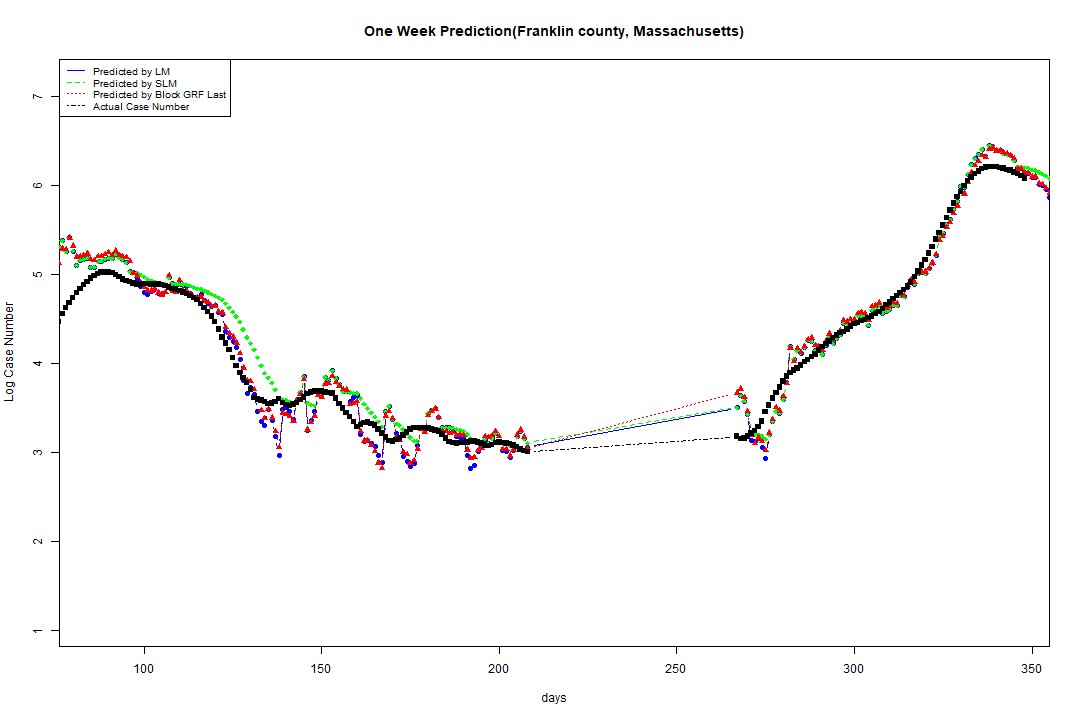 One Week Prediction(Franklin county, Massachusetts)
Predicted by LM
Predicted by SLM
Predicted by Block GRF Last
Actual Case Number
7
6
5
4
3
2
1
Log Case Number
100 150 200 250 300 350
days